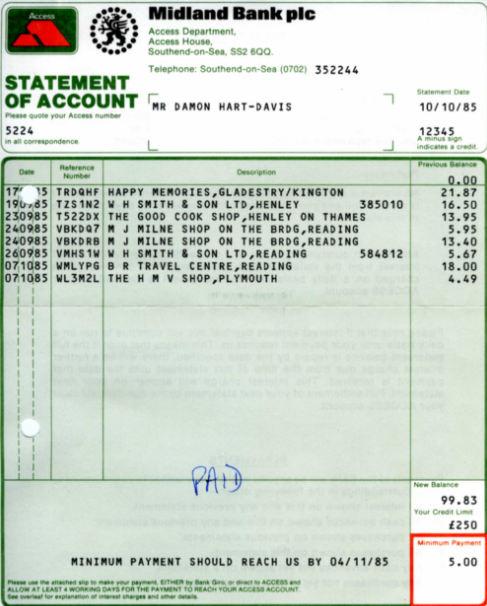 Access
Midland Bank plc
Access Department,
Access House,
Southend-on-Sea, SS2 6QQ.
Telephone: Southend-on-Sea (0702) 352244
STATEMENT
OF ACCOUNT
Please quote your Access number
5224
in all correspondence.
MR DAMON HART-DAVIS
Statement Date
10/10/85
12345
A minus sign
indicates a credit.
Date Reference Number Description Previous Balance
0.00
17 85 TRDQHF HAPPY MEMORIES,GLADESTRY/KINGTON 21.87
190985 TZS1N2 W H SMITH & SON LTD,HENLEY 385010 16.50
230985 T522DX THE GOOD COOK SHOP,HENLEY ON THAMES 13.95
240985 VBKDQ7 M J MILNE SHOP ON THE BRDG,READING 5.95
240985 VBKDRB M J MILNE SHOP ON THE BRDG,READING 13.40
260985 VMHS1W W H SMITH & SON LTD,READING 584812 5.67
071085 WMLYPG B R TRAVEL CENTRE,READING 18.00
071085 WL3M2L THE H M V SHOP,PLYMOUTH 4.49
PAID
New Balance
99.83
Your Credit Limit
£250
Minimum Payment
MINIMUM PAYMENT SHOULD REACH US BY 04/11/85 5.00
Please use the attached slip to make your payment, EITHER by Bank Giro, or direct to ACCESS and
ALLOW AT LEAST 4 WORKING DAYS FOR THE PAYMENT TO REACH YOUR ACCESS ACCOUNT.
See overleaf for explanation of interest charges and other details.